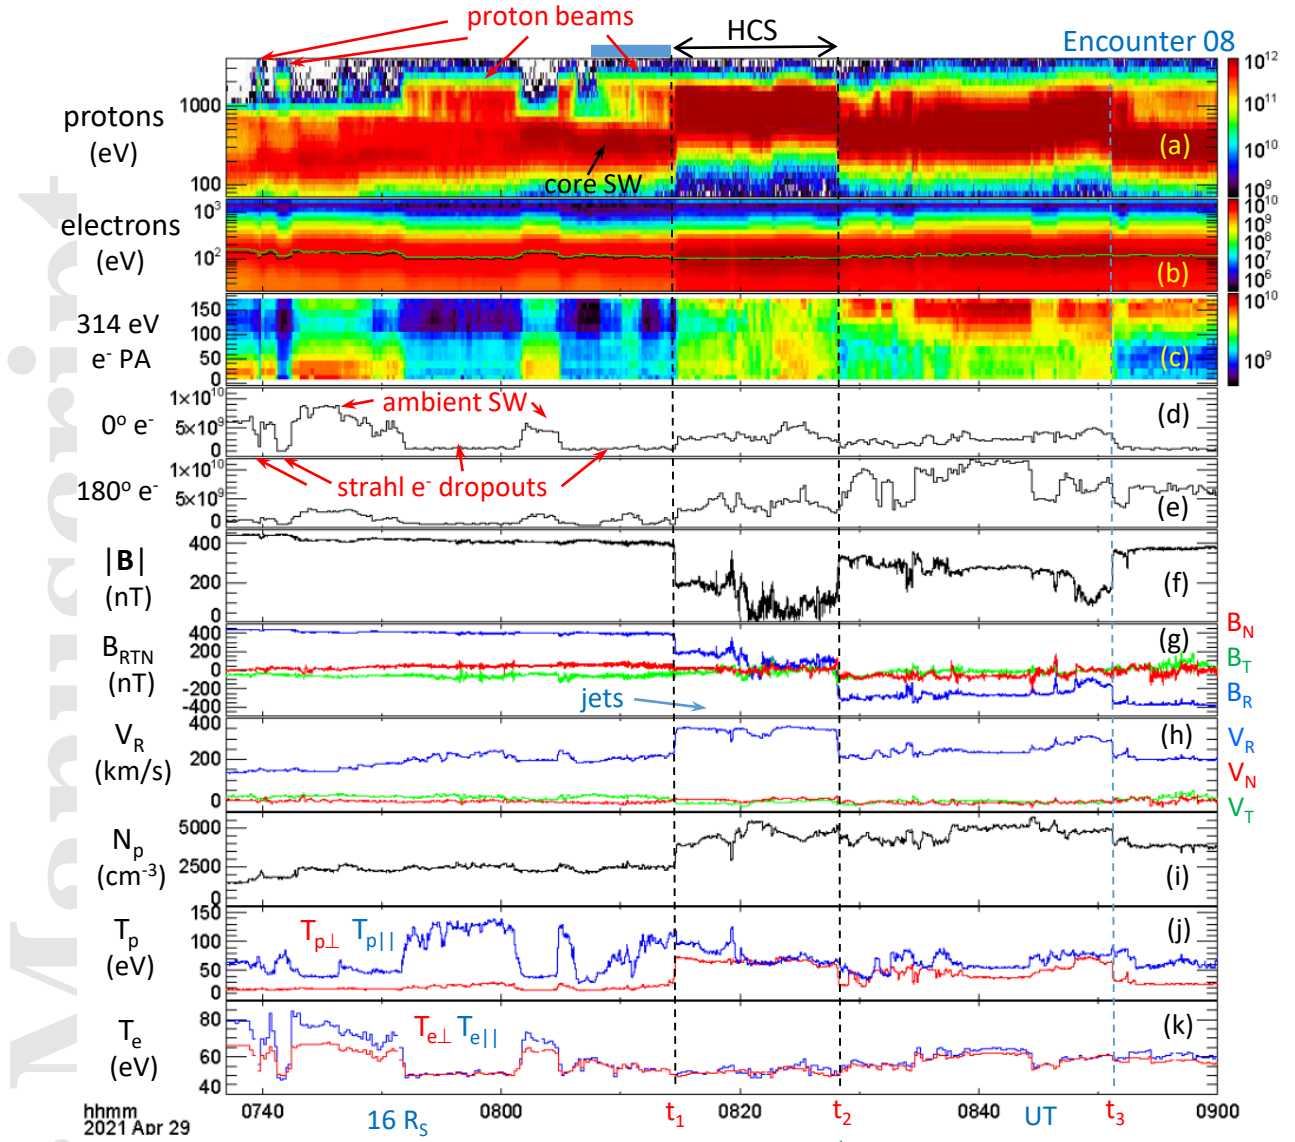 proton beams
HCS
Encounter 08
protons
(eV)
1000
100
core SW
(a)
10¹²
10¹¹
10¹⁰
10⁹
electrons
(eV)
10³
10²
(b)
10¹⁰
10⁹
10⁸
10⁷
10⁶
314 eV
e⁻ PA
150
100
50
0
(c)
10¹⁰
10⁹
0º e⁻
1×10¹⁰
5×10⁹
0
ambient SW
(d)
180º e⁻
1×10¹⁰
5×10⁹
0
strahl e⁻ dropouts
(e)
|B|
(nT)
400
200
0
(f)
B_RTN
(nT)
400
200
0
-200
-400
jets
(g)
B_N
B_T
B_R
V_R
(km/s)
400
200
0
(h)
V_R
V_N
V_T
N_p
(cm⁻³)
5000
2500
0
(i)
T_p
(eV)
150
100
50
0
T_p⊥ T_p||
(j)
T_e
(eV)
80
60
40
T_e⊥ T_e||
(k)
hhmm
2021 Apr 29
0740
16 R_S
0800
t₁
0820
t₂
0840
UT
t₃
0900
Manuscript